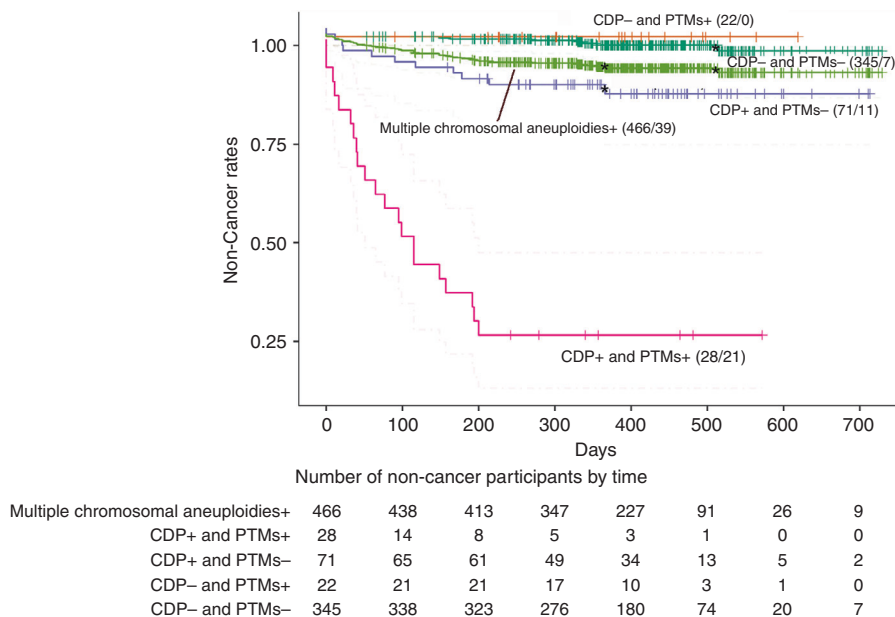 CDP– and PTMs+ (22/0)
1.00
CDP– and PTMs– (345/7)
CDP+ and PTMs– (71/11)
Multiple chromosomal aneuploidies+ (466/39)
0.75
Non-Cancer rates
0.50
0.25
CDP+ and PTMs+ (28/21)
0 100 200 300 400 500 600 700
Days
Number of non-cancer participants by time
Multiple chromosomal aneuploidies+ 466 438 413 347 227 91 26 9
CDP+ and PTMs+ 28 14 8 5 3 1 0 0
CDP+ and PTMs– 71 65 61 49 34 13 5 2
CDP– and PTMs+ 22 21 21 17 10 3 1 0
CDP– and PTMs– 345 338 323 276 180 74 20 7